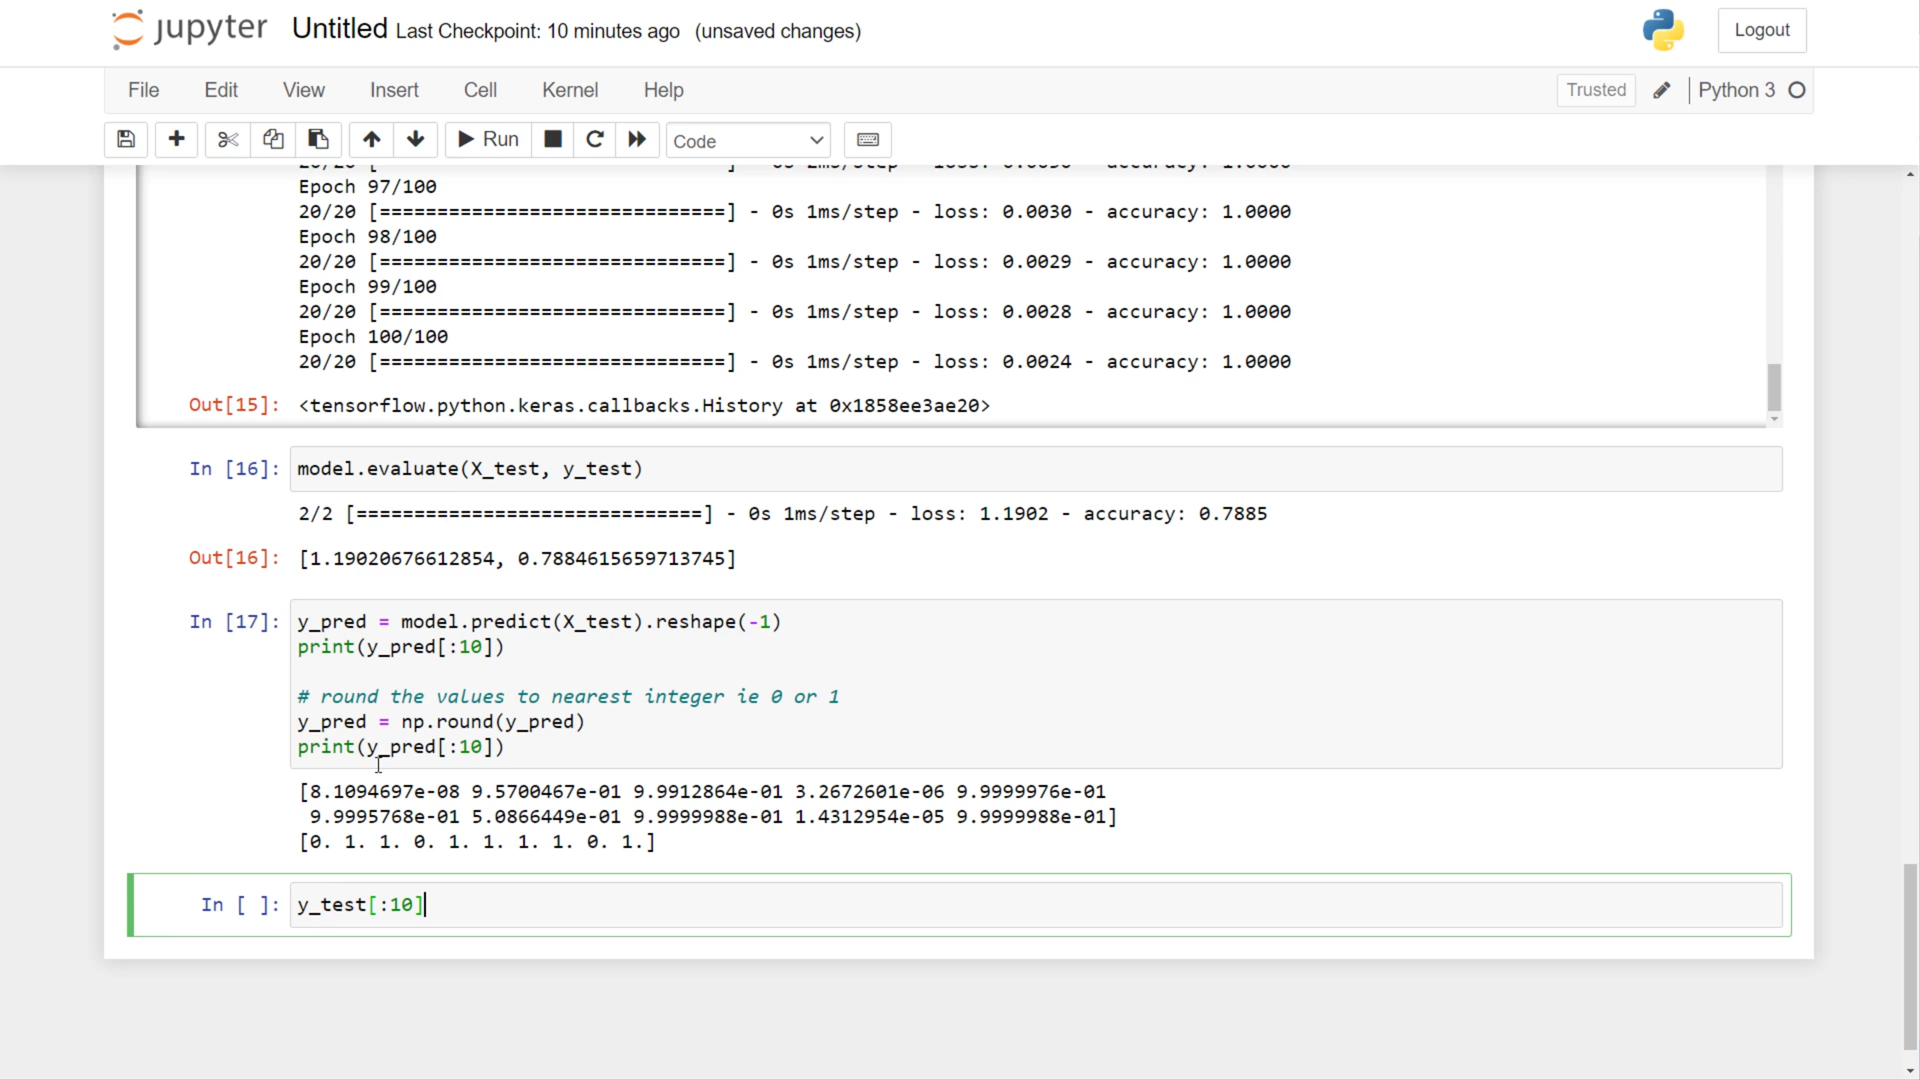 jupyter Untitled Last Checkpoint: 10 minutes ago (unsaved changes) Logout
File Edit View Insert Cell Kernel Help Trusted Python 3
Run Code
Epoch 97/100
20/20 [==============================] - 0s 1ms/step - loss: 0.0030 - accuracy: 1.0000
Epoch 98/100
20/20 [==============================] - 0s 1ms/step - loss: 0.0029 - accuracy: 1.0000
Epoch 99/100
20/20 [==============================] - 0s 1ms/step - loss: 0.0028 - accuracy: 1.0000
Epoch 100/100
20/20 [==============================] - 0s 1ms/step - loss: 0.0024 - accuracy: 1.0000
Out[15]: <tensorflow.python.keras.callbacks.History at 0x1858ee3ae20>
In [16]: model.evaluate(X_test, y_test)
2/2 [==============================] - 0s 1ms/step - loss: 1.1902 - accuracy: 0.7885
Out[16]: [1.19020676612854, 0.7884615659713745]
In [17]: y_pred = model.predict(X_test).reshape(-1)
print(y_pred[:10])
# round the values to nearest integer ie 0 or 1
y_pred = np.round(y_pred)
print(y_pred[:10])
[8.1094697e-08 9.5700467e-01 9.9912864e-01 3.2672601e-06 9.9999976e-01
9.9995768e-01 5.0866449e-01 9.9999988e-01 1.4312954e-05 9.9999988e-01]
[0. 1. 1. 0. 1. 1. 1. 1. 0. 1.]
In [ ]: y_test[:10]